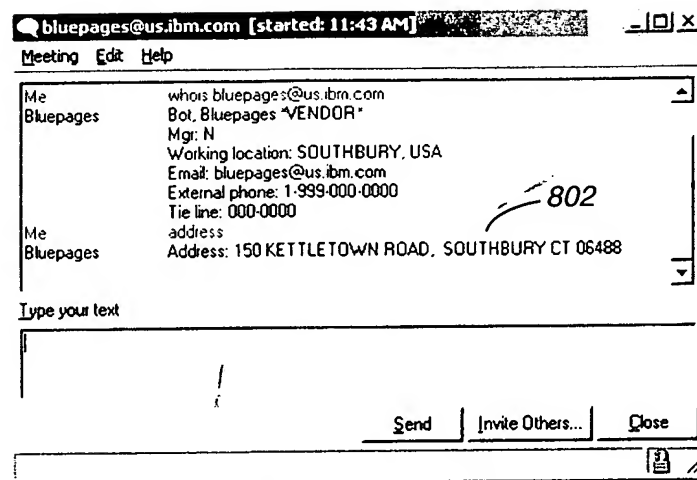 bluepages@us.ibm.com [started: 11:43 AM]
Meeting Edit Help
Me whois bluepages@us.ibm.com
Bluepages Bot, Bluepages *VENDOR*
Mgr: N
Working location: SOUTHBURY, USA
Email: bluepages@us.ibm.com
External phone: 1-999-000-0000
Tie line: 000-0000
802
Me address
Bluepages Address: 150 KETTLETOWN ROAD, SOUTHBURY CT 06488
Type your text
Send Invite Others... Close